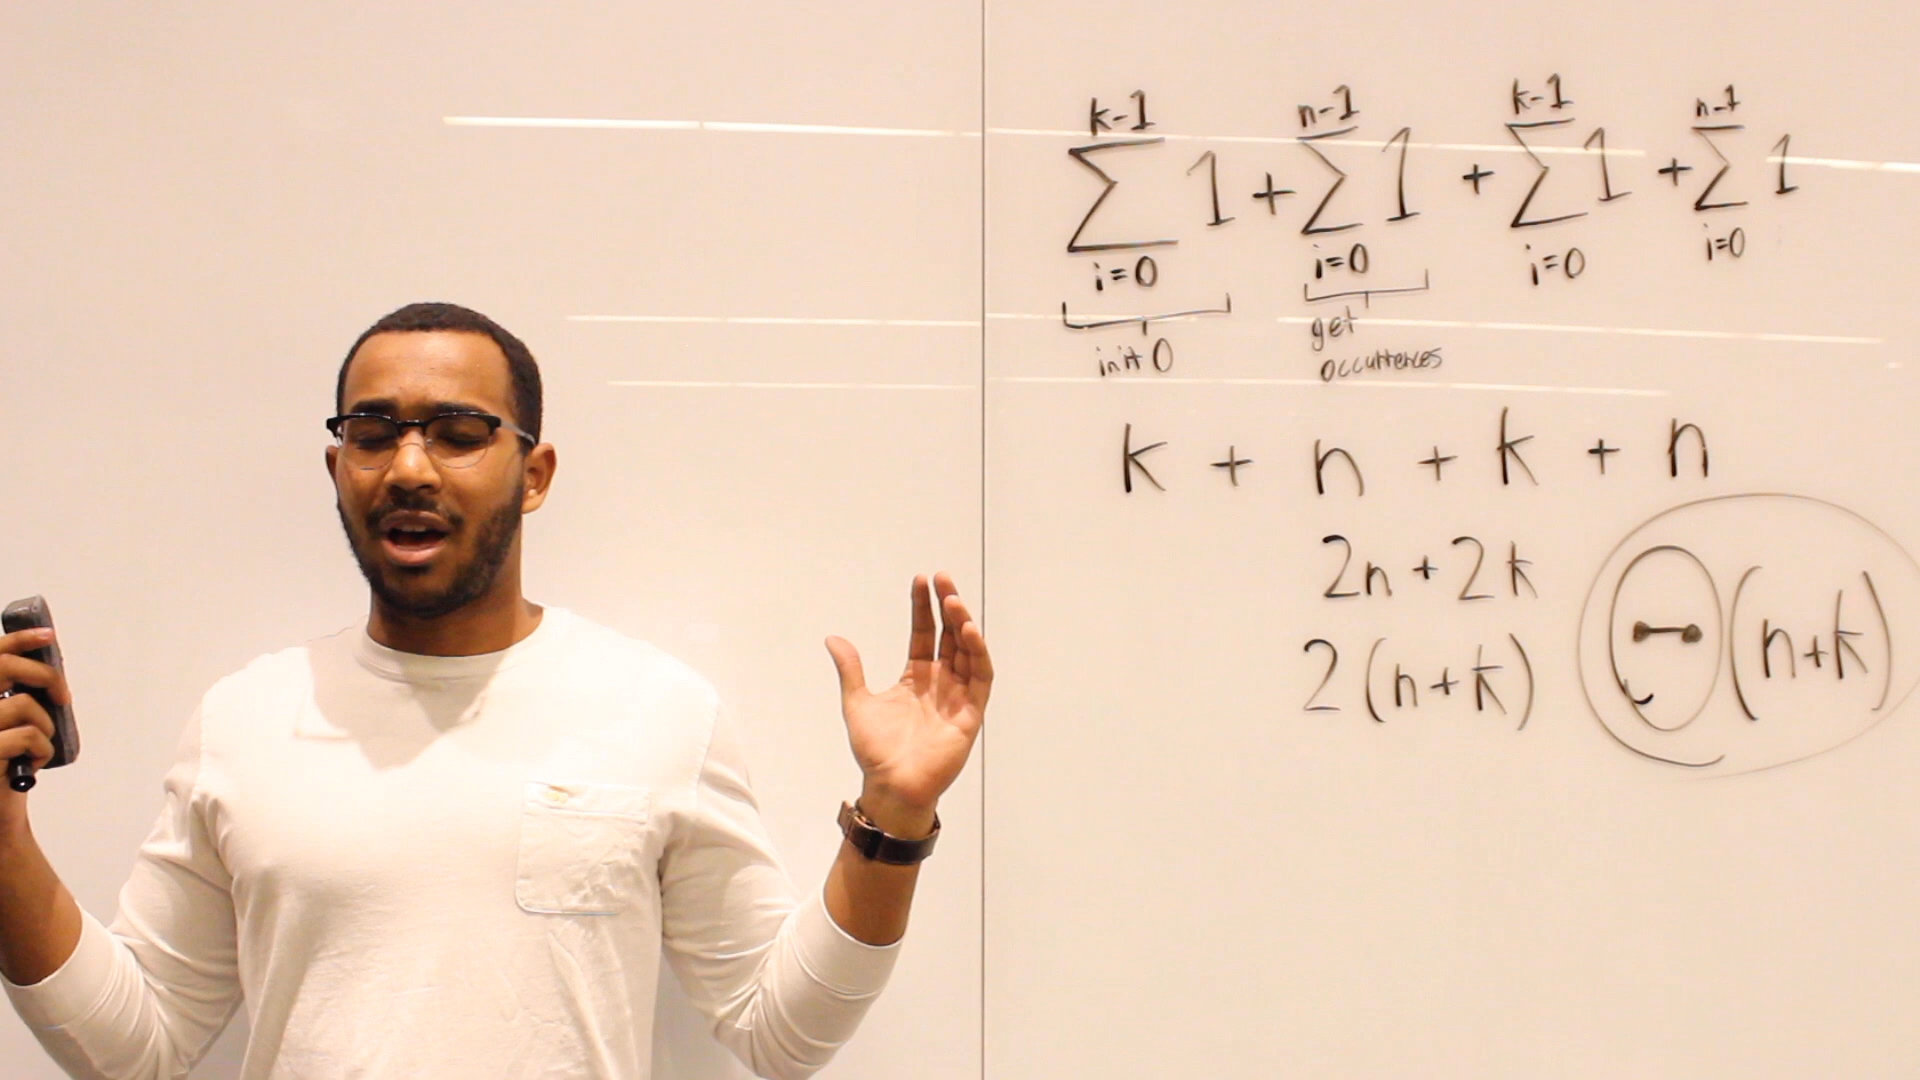 k-1 n-1 k-1 n-1
∑ 1 + ∑ 1 + ∑ 1 + ∑ 1
i=0 i=0 i=0 i=0
init 0 get occurrences
k + n + k + n
2n + 2k
2(n+k) Θ(n+k)